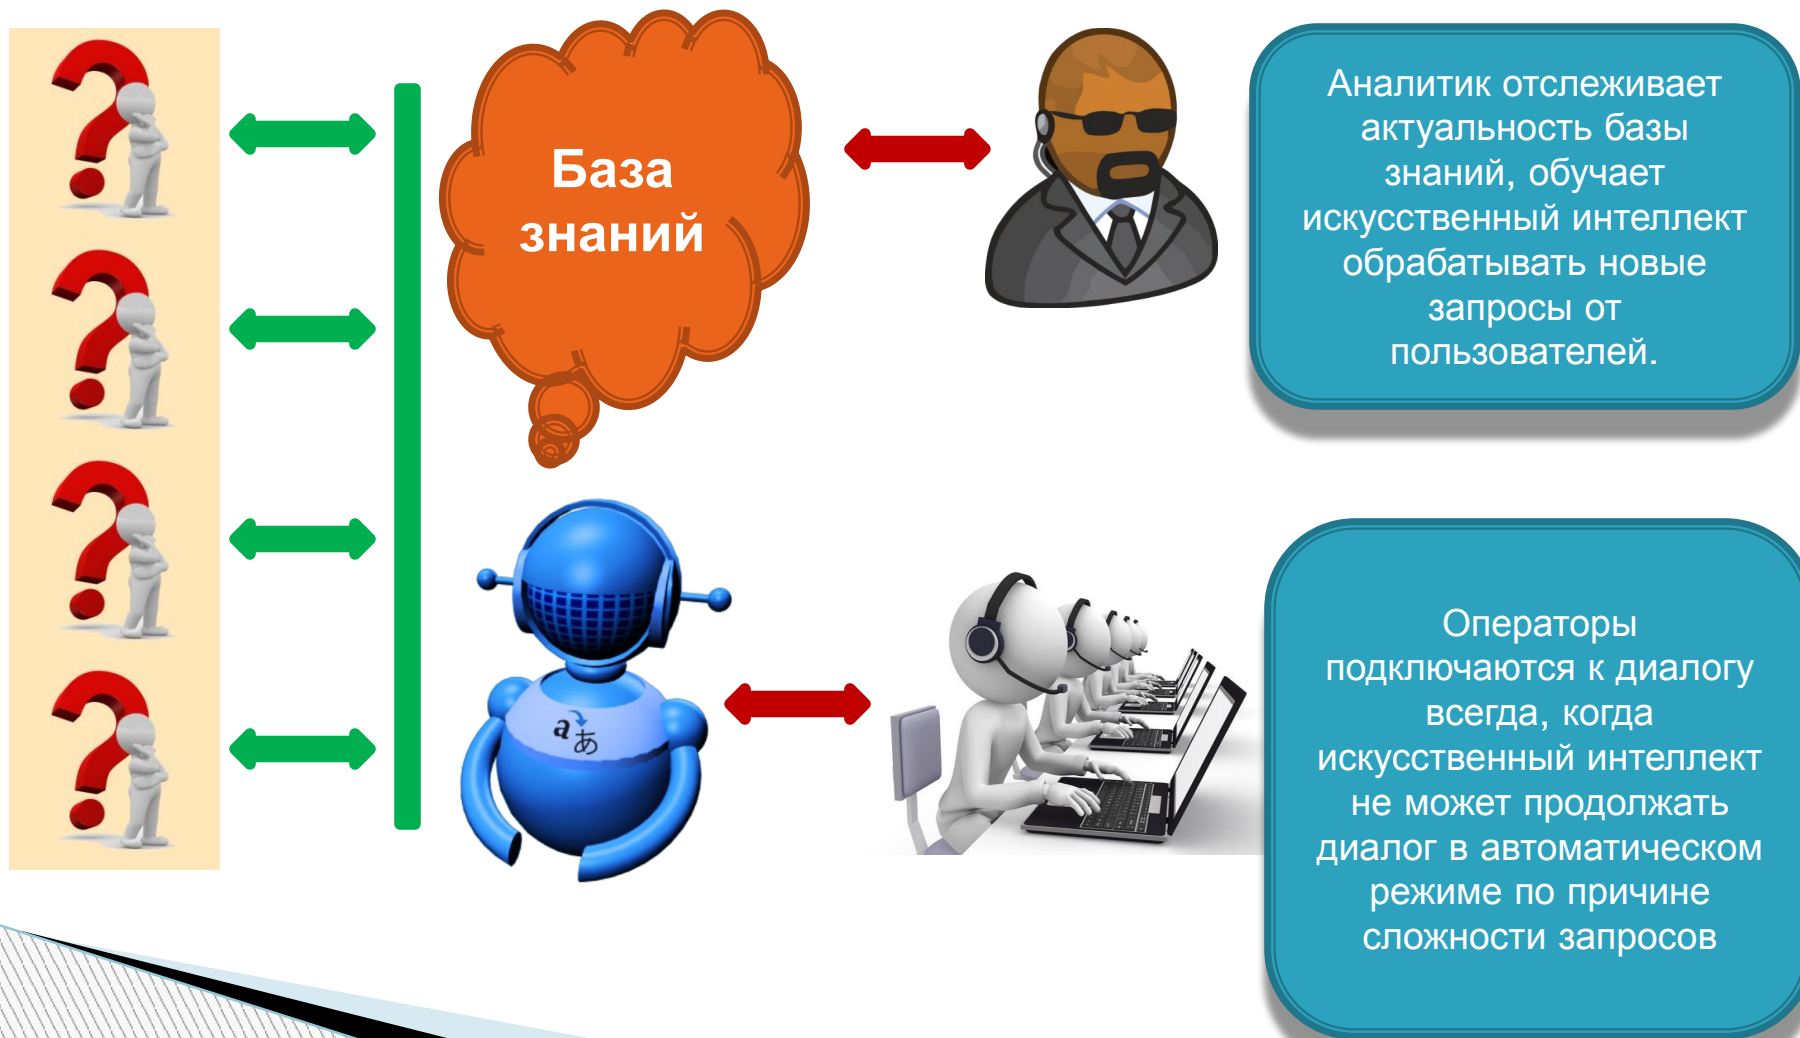 База
знаний
Аналитик отслеживает
актуальность базы
знаний, обучает
искусственный интеллект
обрабатывать новые
запросы от
пользователей.
aあ
Операторы
подключаются к диалогу
всегда, когда
искусственный интеллект
не может продолжать
диалог в автоматическом
режиме по причине
сложности запросов